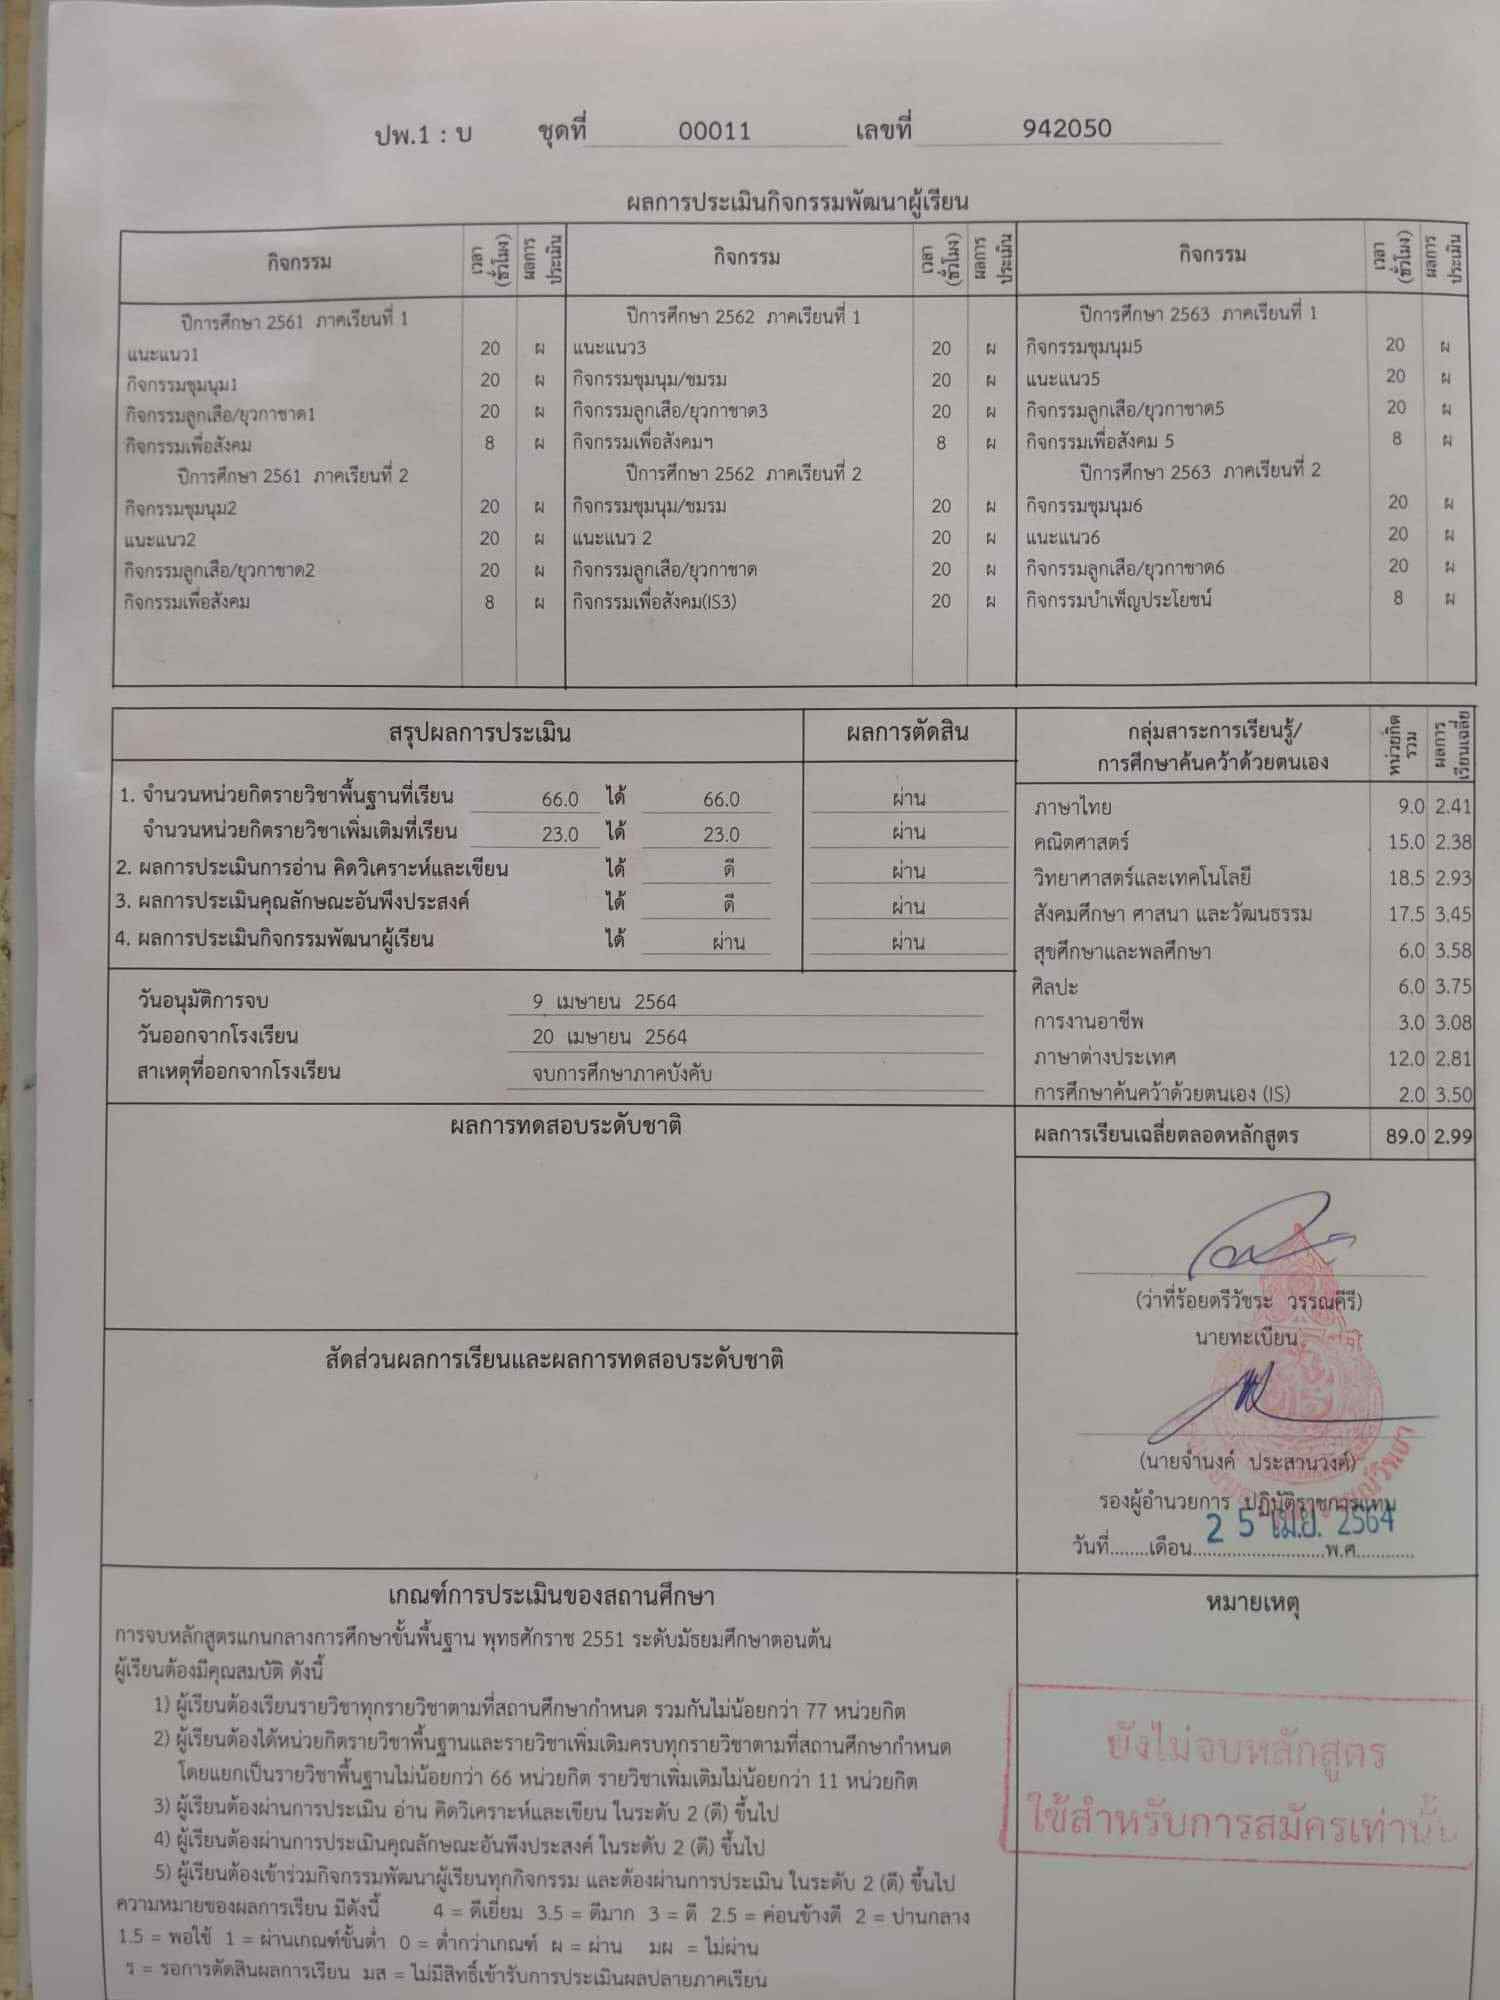 ปพ.1 : บ ชุดที่ 00011 เลขที่ 942050
ผลการประเมินกิจกรรมพัฒนาผู้เรียน
กิจกรรม เวลา (ชั่วโมง) ผลการประเมิน กิจกรรม เวลา (ชั่วโมง) ผลการประเมิน กิจกรรม เวลา (ชั่วโมง) ผลการประเมิน
ปีการศึกษา 2561 ภาคเรียนที่ 1 ปีการศึกษา 2562 ภาคเรียนที่ 1 ปีการศึกษา 2563 ภาคเรียนที่ 1
แนะแนว1 20 ผ แนะแนว3 20 ผ กิจกรรมชุมนุม5 20 ผ
กิจกรรมชุมนุม1 20 ผ กิจกรรมชุมนุม/ชมรม 20 ผ แนะแนว5 20 ผ
กิจกรรมลูกเสือ/ยุวกาชาด1 20 ผ กิจกรรมลูกเสือ/ยุวกาชาด3 20 ผ กิจกรรมลูกเสือ/ยุวกาชาด5 20 ผ
กิจกรรมเพื่อสังคม 8 ผ กิจกรรมเพื่อสังคมฯ 8 ผ กิจกรรมเพื่อสังคม 5 8 ผ
ปีการศึกษา 2561 ภาคเรียนที่ 2 ปีการศึกษา 2562 ภาคเรียนที่ 2 ปีการศึกษา 2563 ภาคเรียนที่ 2
กิจกรรมชุมนุม2 20 ผ กิจกรรมชุมนุม/ชมรม 20 ผ กิจกรรมชุมนุม6 20 ผ
แนะแนว2 20 ผ แนะแนว 2 20 ผ แนะแนว6 20 ผ
กิจกรรมลูกเสือ/ยุวกาชาด2 20 ผ กิจกรรมลูกเสือ/ยุวกาชาด 20 ผ กิจกรรมลูกเสือ/ยุวกาชาด6 20 ผ
กิจกรรมเพื่อสังคม 8 ผ กิจกรรมเพื่อสังคม(IS3) 20 ผ กิจกรรมบำเพ็ญประโยชน์ 8 ผ
สรุปผลการประเมิน ผลการตัดสิน
1. จำนวนหน่วยกิตรายวิชาพื้นฐานที่เรียน 66.0 ได้ 66.0 ผ่าน
จำนวนหน่วยกิตรายวิชาเพิ่มเติมที่เรียน 23.0 ได้ 23.0 ผ่าน
2. ผลการประเมินการอ่าน คิดวิเคราะห์และเขียน ได้ ดี ผ่าน
3. ผลการประเมินคุณลักษณะอันพึงประสงค์ ได้ ดี ผ่าน
4. ผลการประเมินกิจกรรมพัฒนาผู้เรียน ได้ ผ่าน ผ่าน
วันอนุมัติการจบ 9 เมษายน 2564
วันออกจากโรงเรียน 20 เมษายน 2564
สาเหตุที่ออกจากโรงเรียน จบการศึกษาภาคบังคับ
กลุ่มสาระการเรียนรู้/ การศึกษาค้นคว้าด้วยตนเอง หน่วยกิตรวม ผลการเรียนเฉลี่ย
ภาษาไทย 9.0 2.41
คณิตศาสตร์ 15.0 2.38
วิทยาศาสตร์และเทคโนโลยี 18.5 2.93
สังคมศึกษา ศาสนา และวัฒนธรรม 17.5 3.45
สุขศึกษาและพลศึกษา 6.0 3.58
ศิลปะ 6.0 3.75
การงานอาชีพ 3.0 3.08
ภาษาต่างประเทศ 12.0 2.81
การศึกษาค้นคว้าด้วยตนเอง (IS) 2.0 3.50
ผลการเรียนเฉลี่ยตลอดหลักสูตร 89.0 2.99
ผลการทดสอบระดับชาติ
สัดส่วนผลการเรียนและผลการทดสอบระดับชาติ
(ว่าที่ร้อยตรีวัชระ วรรณคีรี)
นายทะเบียน
(นายจำนงค์ ประสานวงค์)
รองผู้อำนวยการ ปฏิบัติราชการแทน
25 เม.ย. 2564
วันที่........เดือน............................พ.ศ............
เกณฑ์การประเมินของสถานศึกษา
การจบหลักสูตรแกนกลางการศึกษาขั้นพื้นฐาน พุทธศักราช 2551 ระดับมัธยมศึกษาตอนต้น
ผู้เรียนต้องมีคุณสมบัติ ดังนี้
1) ผู้เรียนต้องเรียนรายวิชาทุกรายวิชาตามที่สถานศึกษากำหนด รวมกันไม่น้อยกว่า 77 หน่วยกิต
2) ผู้เรียนต้องได้หน่วยกิตรายวิชาพื้นฐานและรายวิชาเพิ่มเติมครบทุกรายวิชาตามที่สถานศึกษากำหนด
โดยแยกเป็นรายวิชาพื้นฐานไม่น้อยกว่า 66 หน่วยกิต รายวิชาเพิ่มเติมไม่น้อยกว่า 11 หน่วยกิต
3) ผู้เรียนต้องผ่านการประเมิน อ่าน คิดวิเคราะห์และเขียน ในระดับ 2 (ดี) ขึ้นไป
4) ผู้เรียนต้องผ่านการประเมินคุณลักษณะอันพึงประสงค์ ในระดับ 2 (ดี) ขึ้นไป
5) ผู้เรียนต้องเข้าร่วมกิจกรรมพัฒนาผู้เรียนทุกกิจกรรม และต้องผ่านการประเมิน ในระดับ 2 (ดี) ขึ้นไป
ความหมายของผลการเรียน มีดังนี้ 4 = ดีเยี่ยม 3.5 = ดีมาก 3 = ดี 2.5 = ค่อนข้างดี 2 = ปานกลาง
1.5 = พอใช้ 1 = ผ่านเกณฑ์ขั้นต่ำ 0 = ต่ำกว่าเกณฑ์ ผ = ผ่าน มผ = ไม่ผ่าน
ร = รอการตัดสินผลการเรียน มส = ไม่มีสิทธิ์เข้ารับการประเมินผลปลายภาคเรียน
หมายเหตุ
ยังไม่จบหลักสูตร
ใช้สำหรับการสมัครเท่านั้น